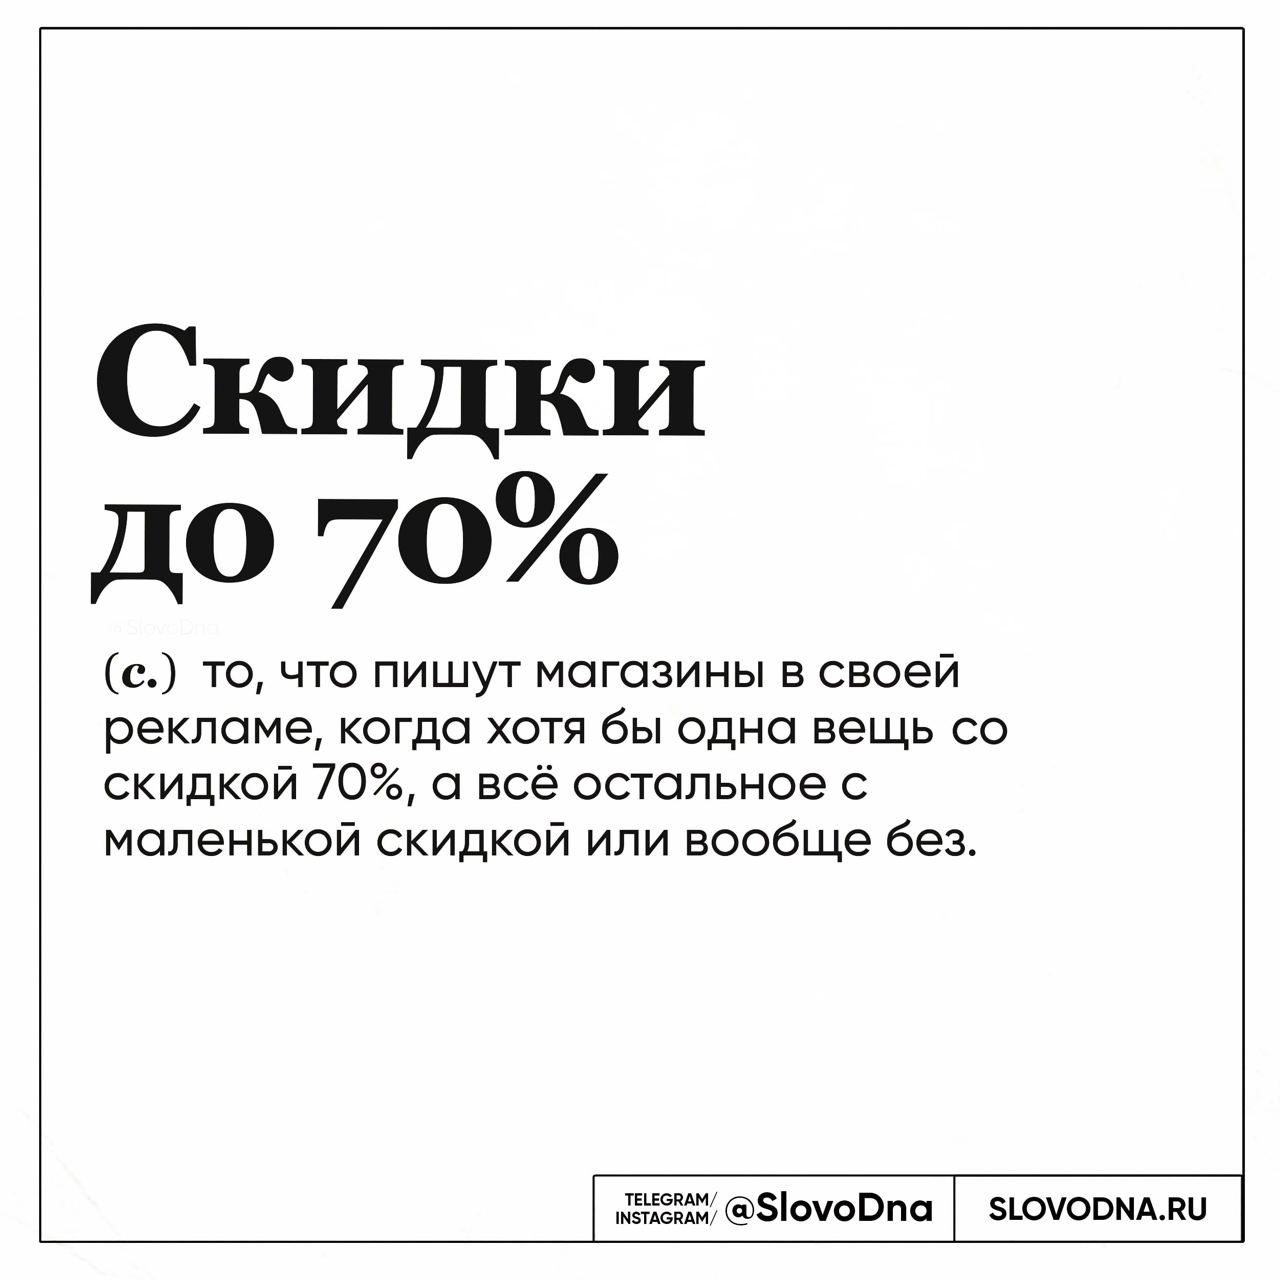 Скидки
до 70%
@SlovoDna
(с.) то, что пишут магазины в своей
рекламе, когда хотя бы одна вещь со
скидкой 70%, а всё остальное с
маленькой скидкой или вообще без.
TELEGRAM/
INSTAGRAM/
@SlovoDna
SLOVODNA.RU